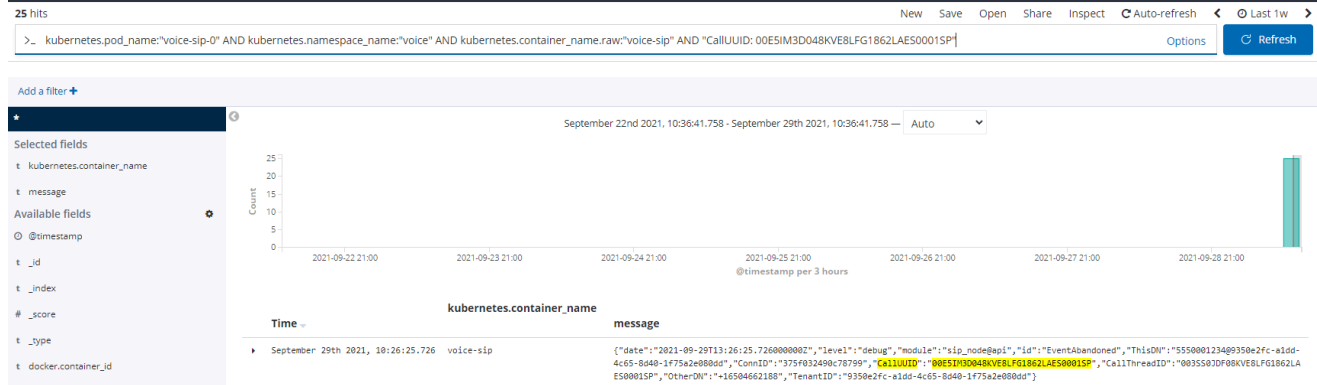 25 hits
New Save Open Share Inspect C Auto-refresh < Last 1w >
>_ kubernetes.pod_name:"voice-sip-0" AND kubernetes.namespace_name:"voice" AND kubernetes.container_name.raw:"voice-sip" AND "CallUUID: 00E5IM3D048KVE8LFG1862LAES0001SP"
Options
Refresh
Add a filter +
*
Selected fields
t kubernetes.container_name
t message
Available fields
@timestamp
t _id
t _index
# _score
t _type
t docker.container_id
September 22nd 2021, 10:36:41.758 - September 29th 2021, 10:36:41.758 — Auto
Count
25
20
15
10
5
0
2021-09-22 21:00 2021-09-23 21:00 2021-09-24 21:00 2021-09-25 21:00 2021-09-26 21:00 2021-09-27 21:00 2021-09-28 21:00
@timestamp per 3 hours
Time kubernetes.container_name message
September 29th 2021, 10:26:25.726 voice-sip {"date":"2021-09-29T13:26:25.726000000Z","level":"debug","module":"sip_node@api","id":"EventAbandoned","ThisDN":"5550001234@9350e2fc-a1dd-
4c65-8d40-1f75a2e080dd","ConnID":"375f032490c78799","CallUUID":"00E5IM3D048KVE8LFG1862LAES0001SP","CallThreadID":"003SS0JDF08KVE8LFG1862LA
ES0001SP","OtherDN":"+16504662188","TenantID":"9350e2fc-a1dd-4c65-8d40-1f75a2e080dd"}